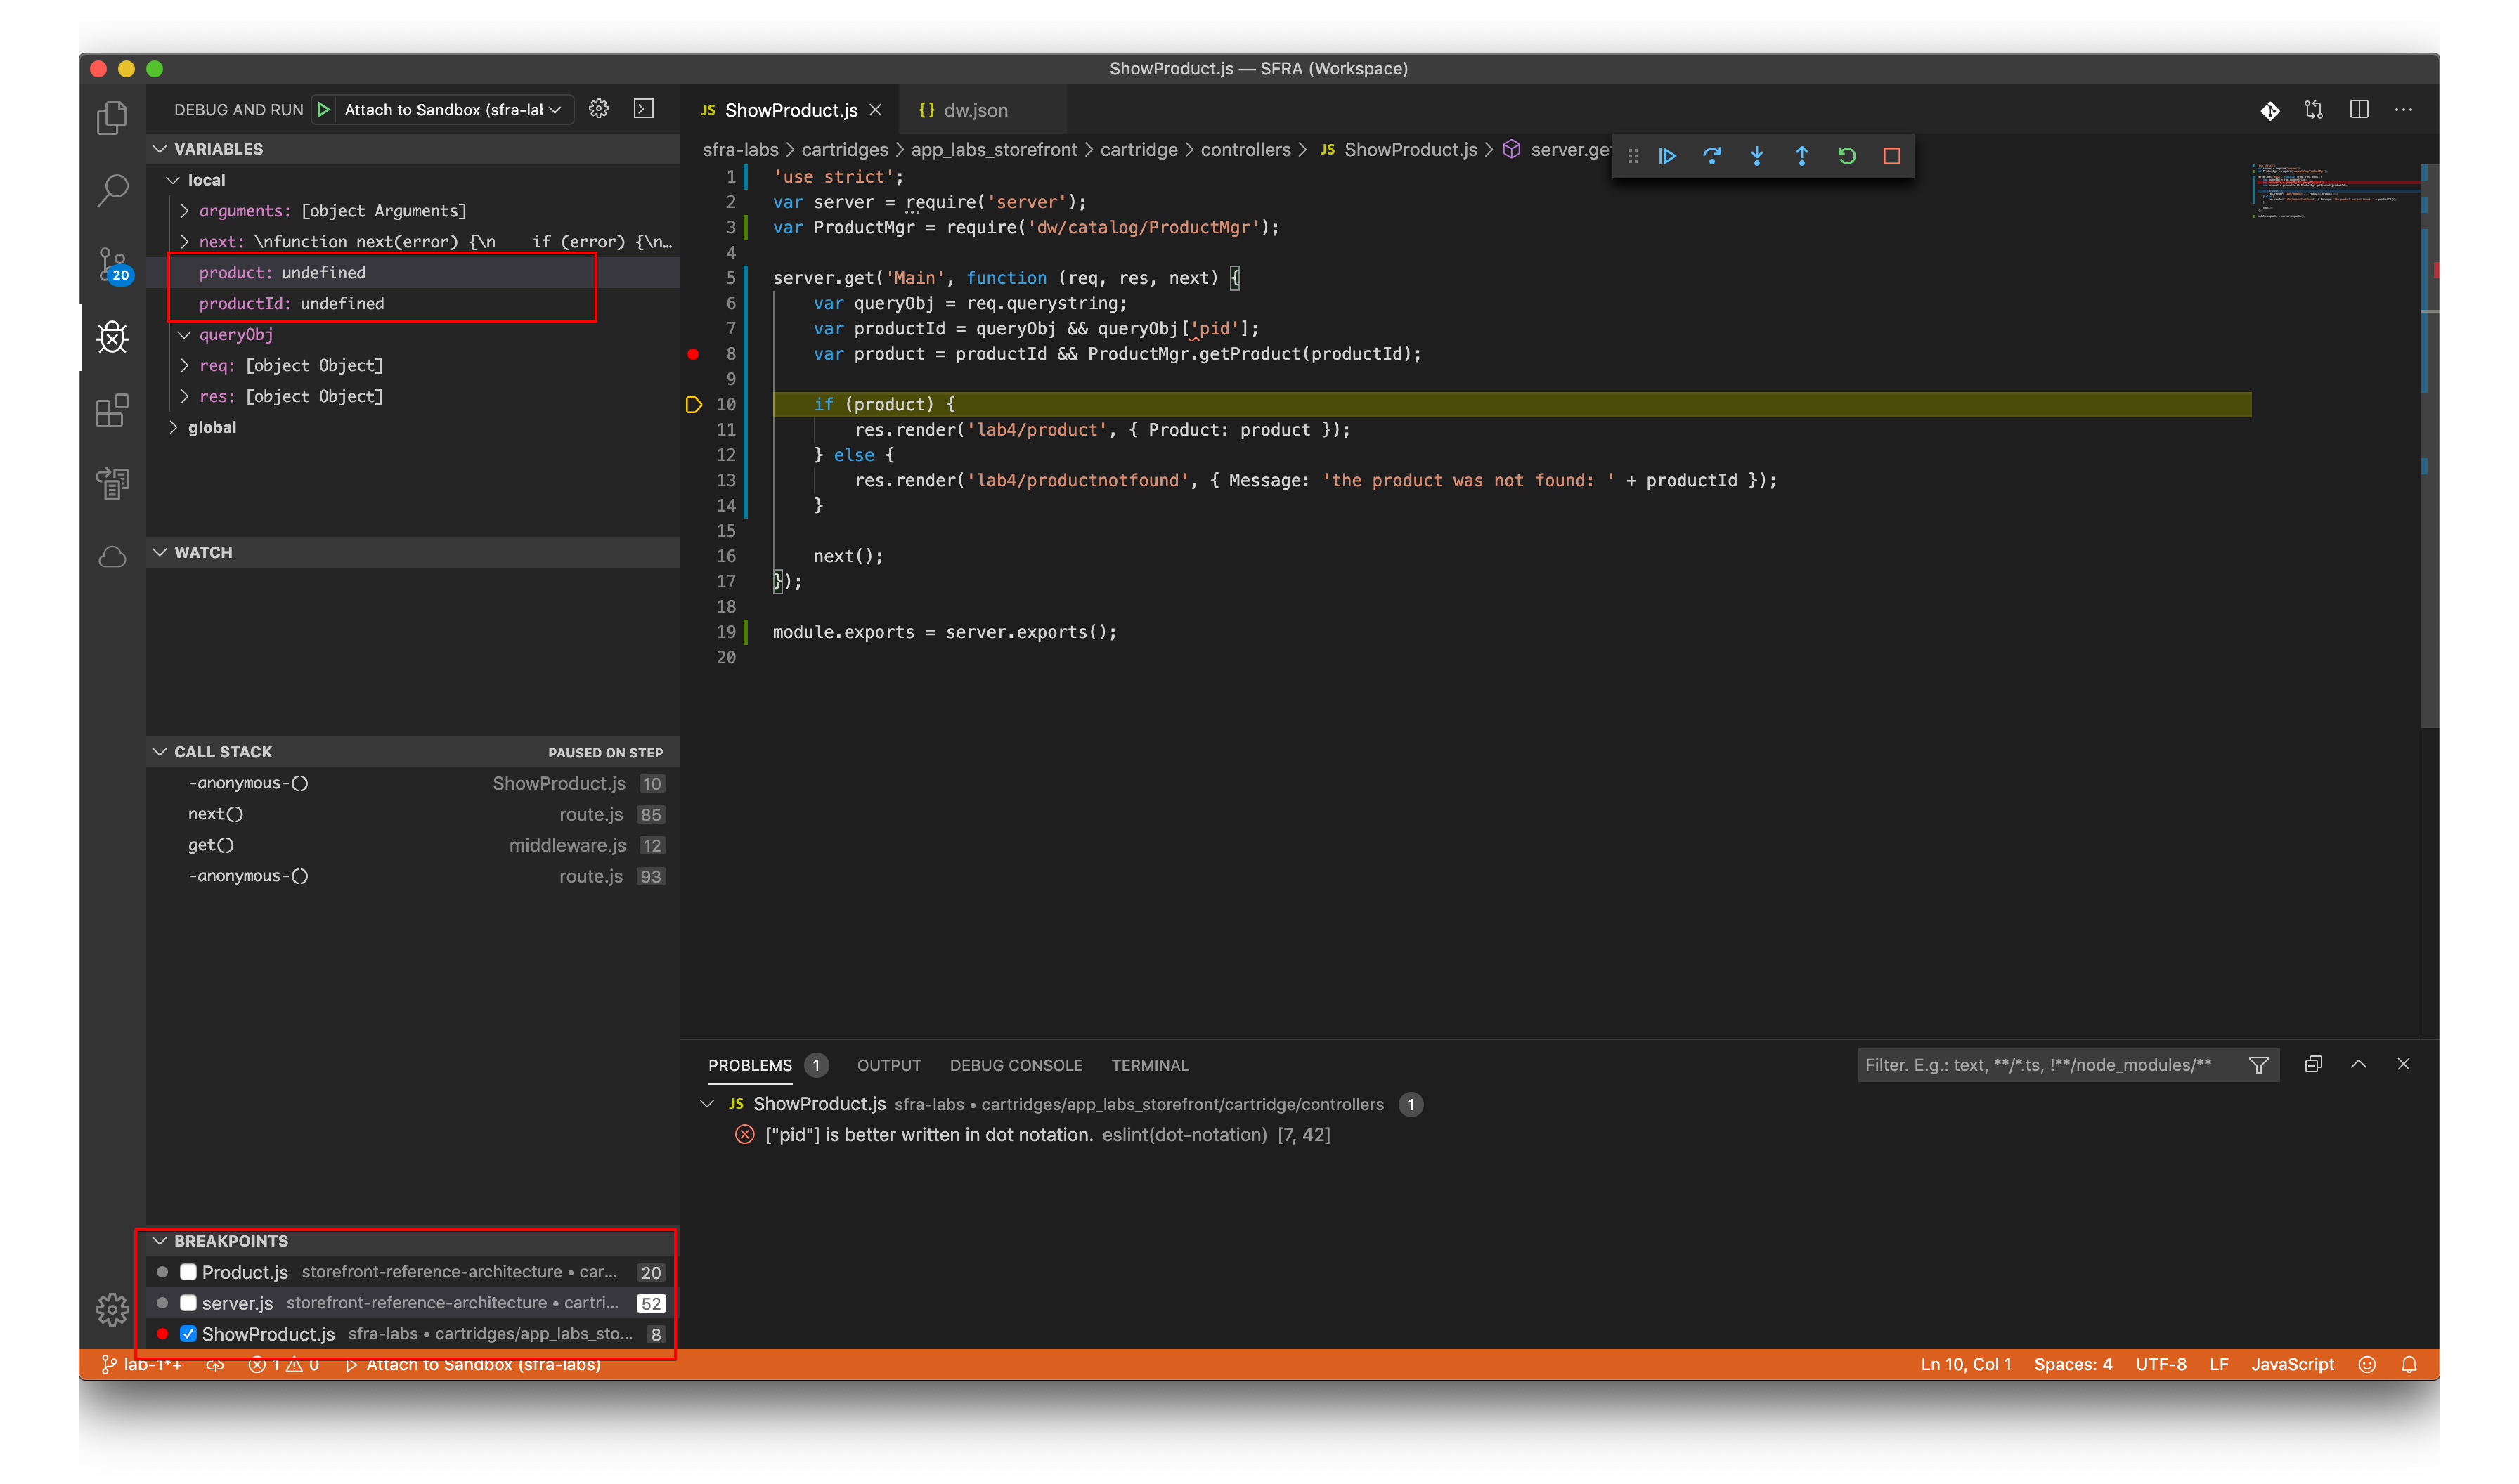 ShowProduct.js — SFRA (Workspace)
DEBUG AND RUN Attach to Sandbox (sfra-lal
VARIABLES
local
arguments: [object Arguments]
next: \nfunction next(error) {\n    if (error) {\n…
product: undefined
productId: undefined
queryObj
req: [object Object]
res: [object Object]
global
WATCH
CALL STACK PAUSED ON STEP
-anonymous-() ShowProduct.js 10
next() route.js 85
get() middleware.js 12
-anonymous-() route.js 93
BREAKPOINTS
Product.js storefront-reference-architecture • car... 20
server.js storefront-reference-architecture • cartri... 52
ShowProduct.js sfra-labs • cartridges/app_labs_sto... 8
20
JS ShowProduct.js {} dw.json
sfra-labs > cartridges > app_labs_storefront > cartridge > controllers > JS ShowProduct.js > server.get
1 'use strict';
2 var server = require('server');
3 var ProductMgr = require('dw/catalog/ProductMgr');
4
5 server.get('Main', function (req, res, next) {
6     var queryObj = req.querystring;
7     var productId = queryObj && queryObj['pid'];
8     var product = productId && ProductMgr.getProduct(productId);
9
10     if (product) {
11         res.render('lab4/product', { Product: product });
12     } else {
13         res.render('lab4/productnotfound', { Message: 'the product was not found: ' + productId });
14     }
15
16     next();
17 });
18
19 module.exports = server.exports();
20
PROBLEMS 1 OUTPUT DEBUG CONSOLE TERMINAL Filter. E.g.: text, **/*.ts, !**/node_modules/**
JS ShowProduct.js sfra-labs • cartridges/app_labs_storefront/cartridge/controllers 1
["pid"] is better written in dot notation. eslint(dot-notation) [7, 42]
lab-1*+ 1 0 Attach to Sandbox (sfra-labs) Ln 10, Col 1 Spaces: 4 UTF-8 LF JavaScript